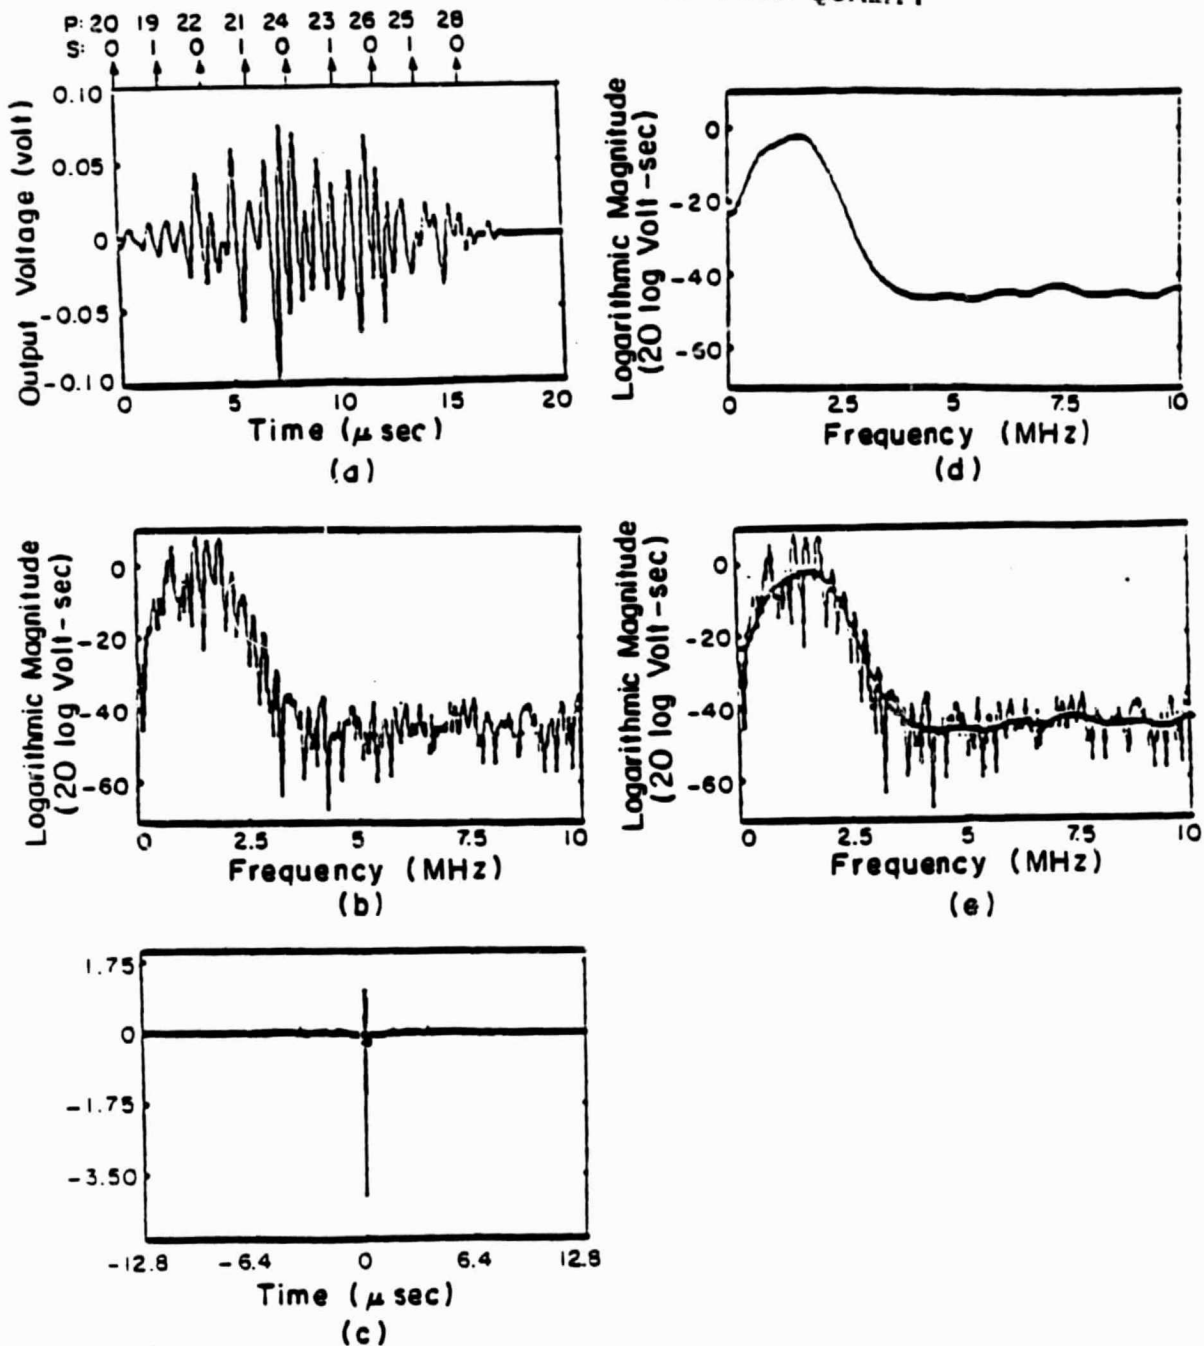 P: 20 19 22 21 24 23 26 25 28
S: 0 1 0 1 0 1 0 1 0
Output Voltage (volt)
0.10
0.05
0
-0.05
-0.10
0 5 10 15 20
Time (μ sec)
(a)
Logarithmic Magnitude
(20 log Volt-sec)
0
-20
-40
-60
0 2.5 5 7.5 10
Frequency (MHz)
(d)
Logarithmic Magnitude
(20 log Volt-sec)
0
-20
-40
-60
0 2.5 5 7.5 10
Frequency (MHz)
(b)
Logarithmic Magnitude
(20 log Volt-sec)
0
-20
-40
-60
0 2.5 5 7.5 10
Frequency (MHz)
(e)
1.75
0
-1.75
-3.50
-12.8 -6.4 0 6.4 12.8
Time (μ sec)
(c)